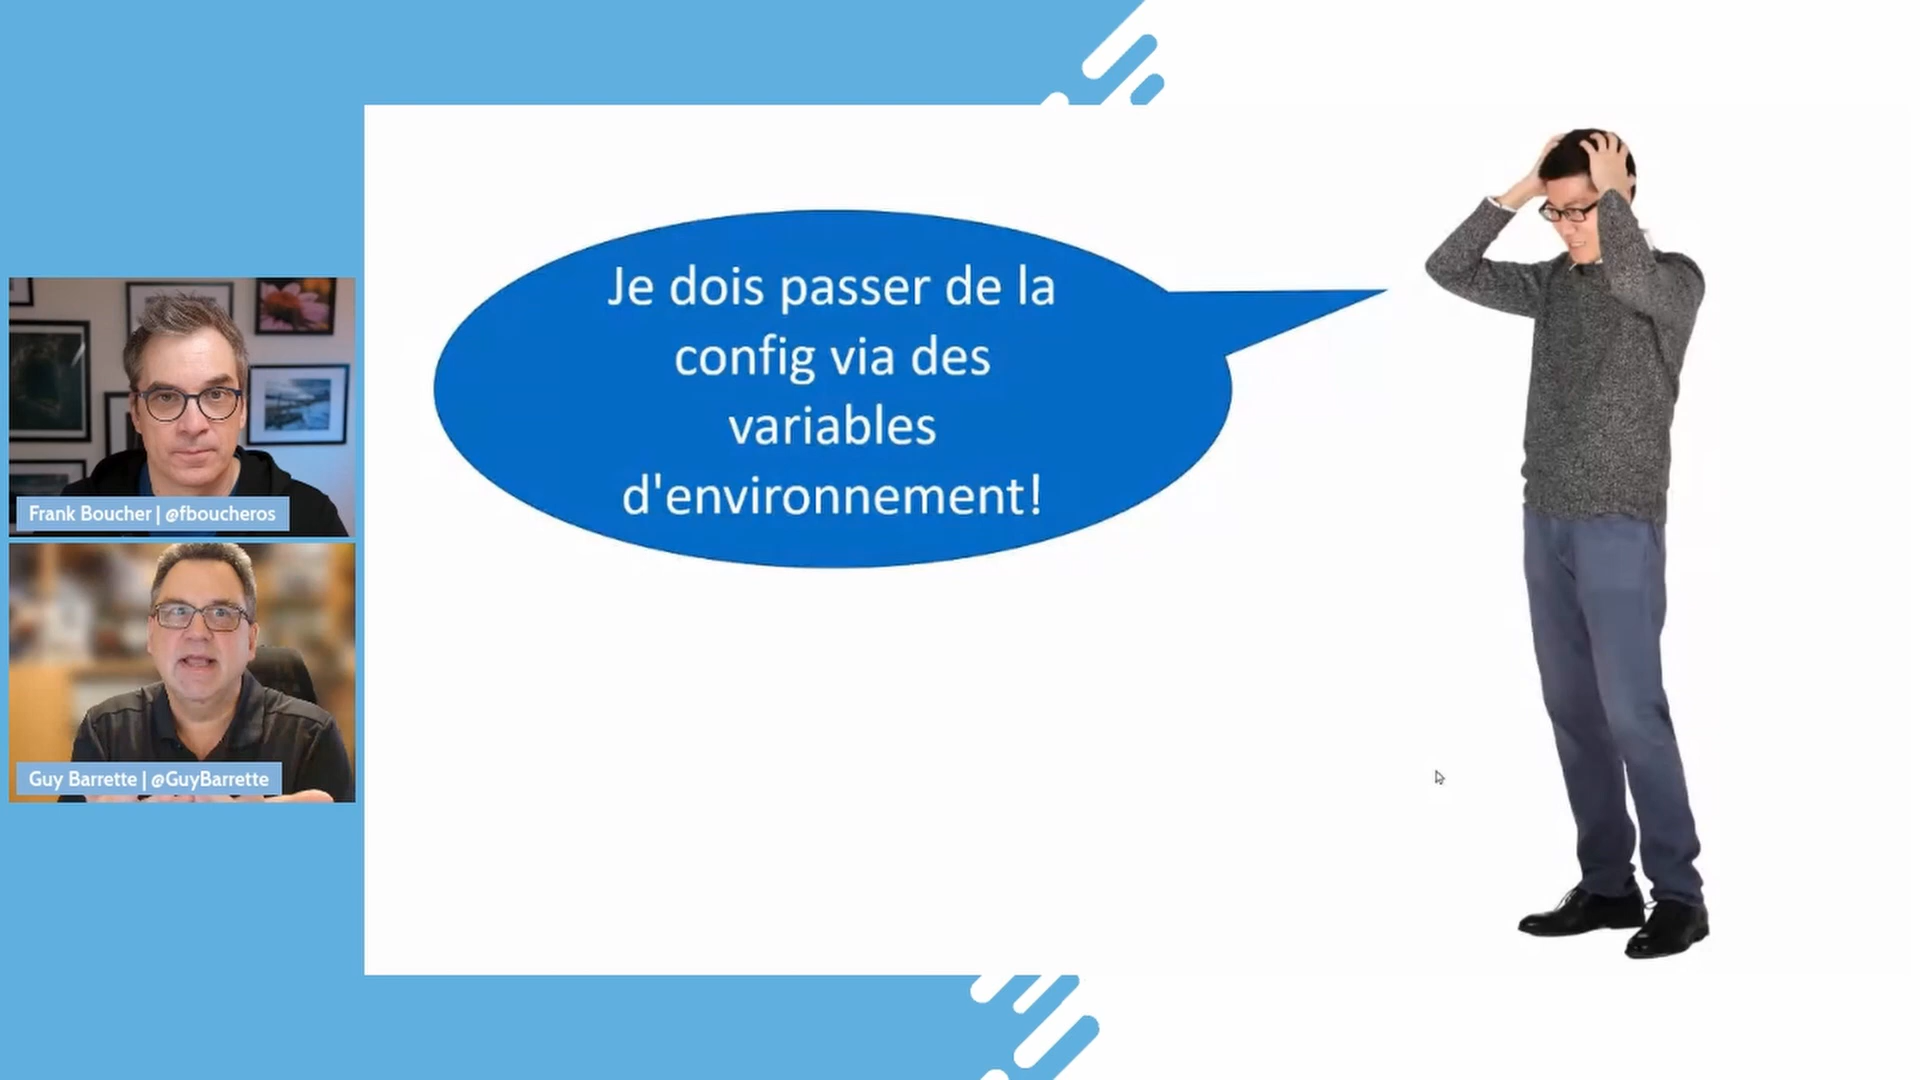 Je dois passer de la
config via des
variables
d'environnement!
Frank Boucher | @fboucheros
Guy Barrette | @GuyBarrette